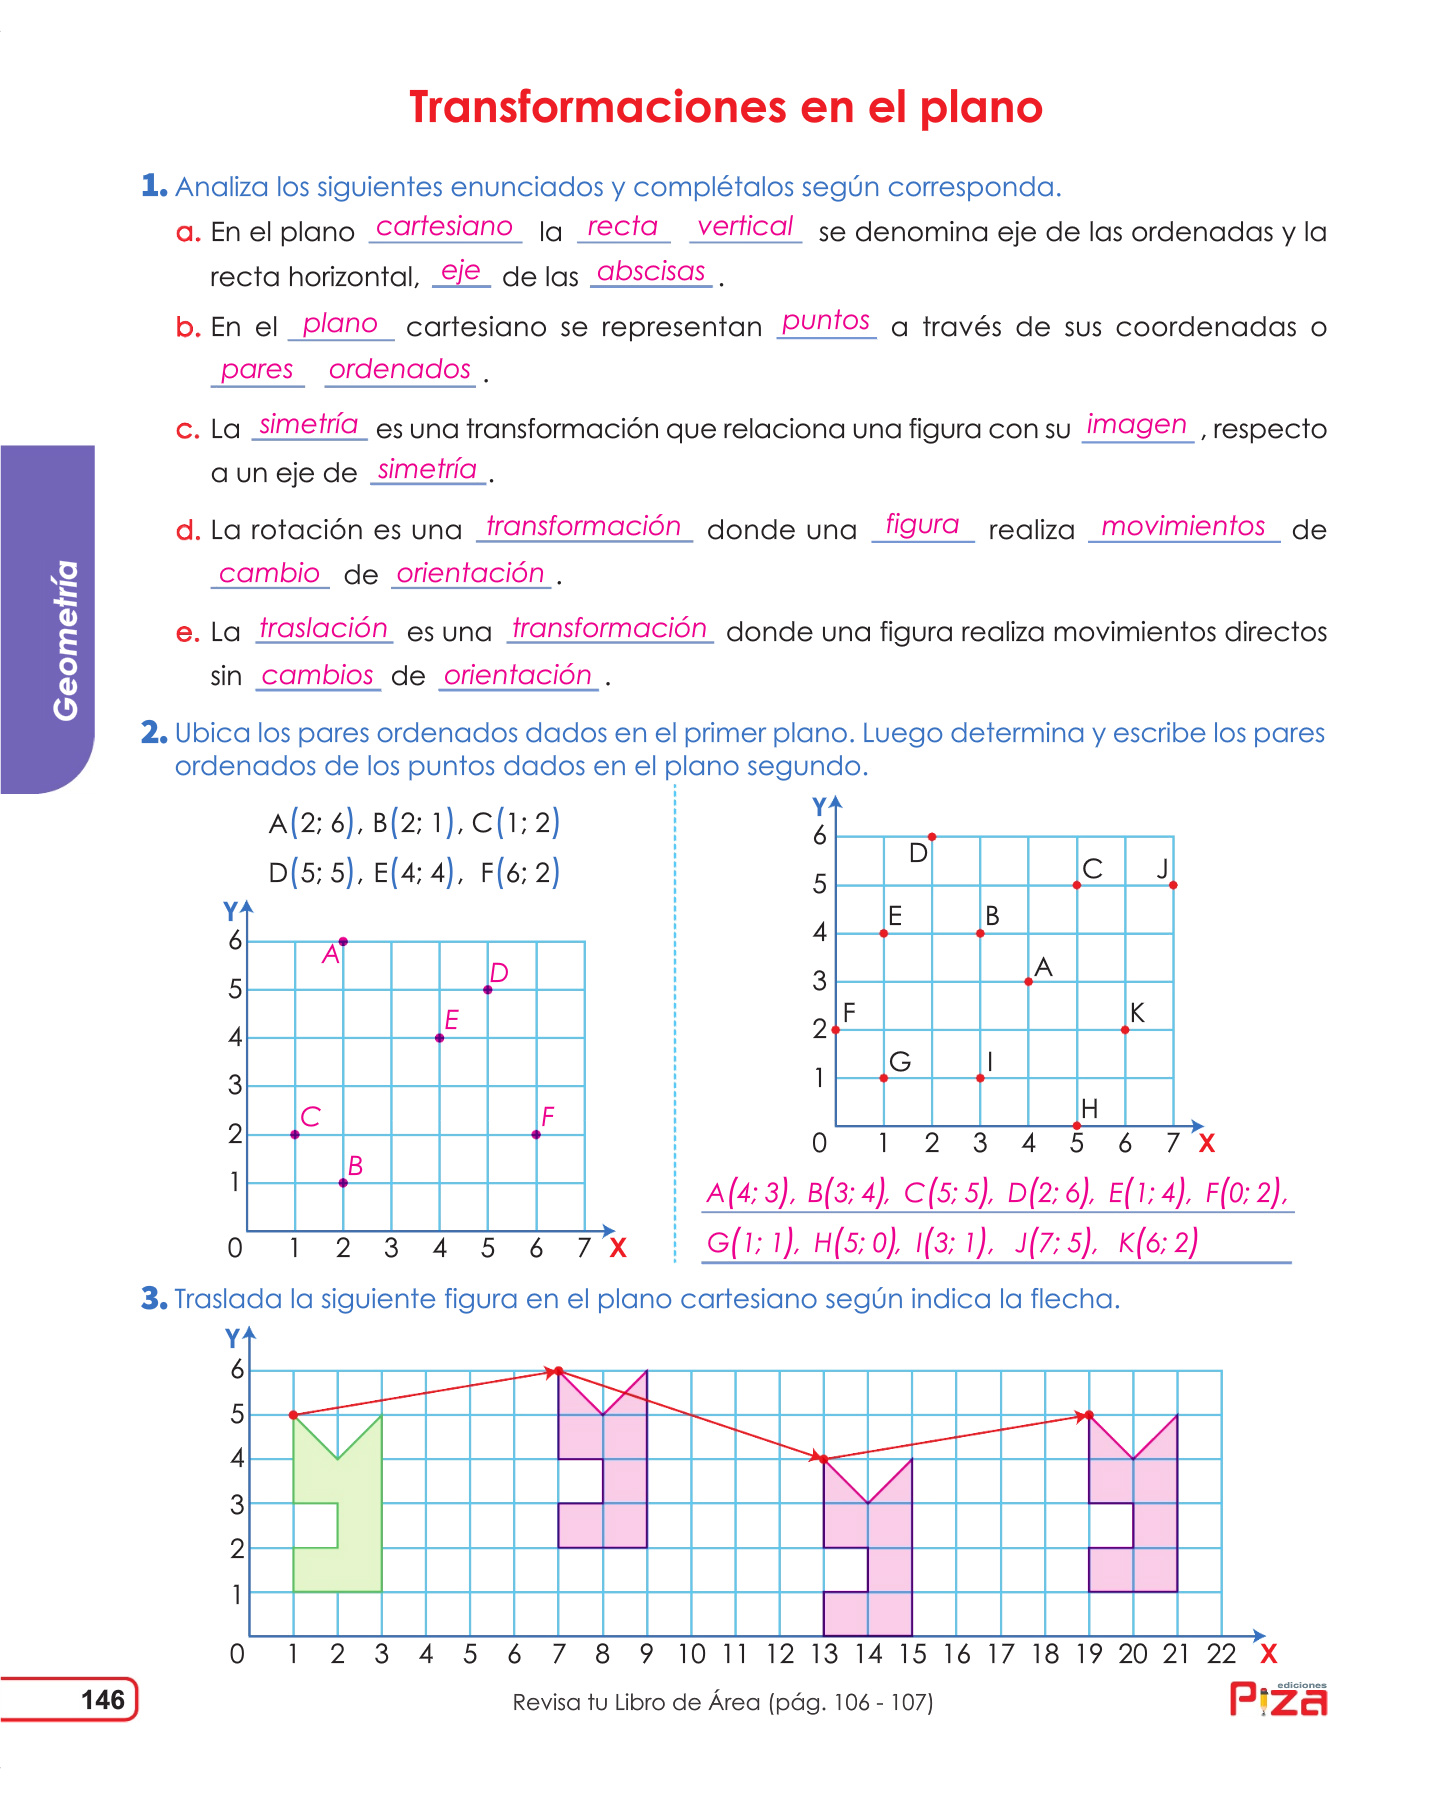 Transformaciones en el plano
1. Analiza los siguientes enunciados y complétalos según corresponda.
a. En el plano cartesiano la recta vertical se denomina eje de las ordenadas y la
recta horizontal, eje de las abscisas .
b. En el plano cartesiano se representan puntos a través de sus coordenadas o
pares ordenados .
c. La simetría es una transformación que relaciona una figura con su imagen , respecto
a un eje de simetría .
d. La rotación es una transformación donde una figura realiza movimientos de
cambio de orientación .
e. La traslación es una transformación donde una figura realiza movimientos directos
sin cambios de orientación .
Geometría
2. Ubica los pares ordenados dados en el primer plano. Luego determina y escribe los pares
ordenados de los puntos dados en el plano segundo.
A(2; 6), B(2; 1), C(1; 2)
D(5; 5), E(4; 4), F(6; 2)
Y
6
A
5
D
4
E
3
2
C
F
1
B
0 1 2 3 4 5 6 7 X
Y
6
D
5
C
J
4
E
B
3
A
2
F
K
1
G
I
H
0 1 2 3 4 5 6 7 X
A(4; 3), B(3; 4), C(5; 5), D(2; 6), E(1; 4), F(0; 2),
G(1; 1), H(5; 0), I(3; 1), J(7; 5), K(6; 2)
3. Traslada la siguiente figura en el plano cartesiano según indica la flecha.
Y
6
5
4
3
2
1
0 1 2 3 4 5 6 7 8 9 10 11 12 13 14 15 16 17 18 19 20 21 22 X
146
Revisa tu Libro de Área (pág. 106 - 107)
ediciones
Piza